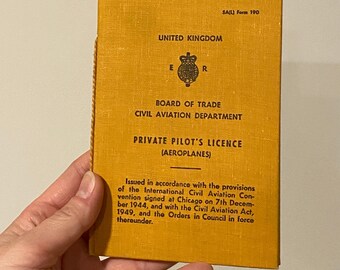 SA(L) Form 190
UNITED KINGDOM
E R
BOARD OF TRADE
CIVIL AVIATION DEPARTMENT
PRIVATE PILOT'S LICENCE
(AEROPLANES)
Issued in accordance with the provisions
of the International Civil Aviation Con-
vention signed at Chicago on 7th Decem-
ber 1944, and with the Civil Aviation Act,
1949, and the Orders in Council in force
thereunder.